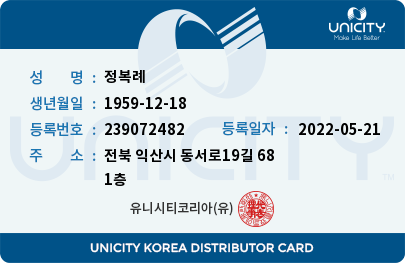 UNICITY
Make Life Better
성 명 : 정복례
생년월일 : 1959-12-18
등록번호 : 239072482 등록일자 : 2022-05-21
주 소 : 전북 익산시 동서로19길 68
1층
UNICITY
TM
유니시티코리아(유)
UNICITY KOREA DISTRIBUTOR CARD